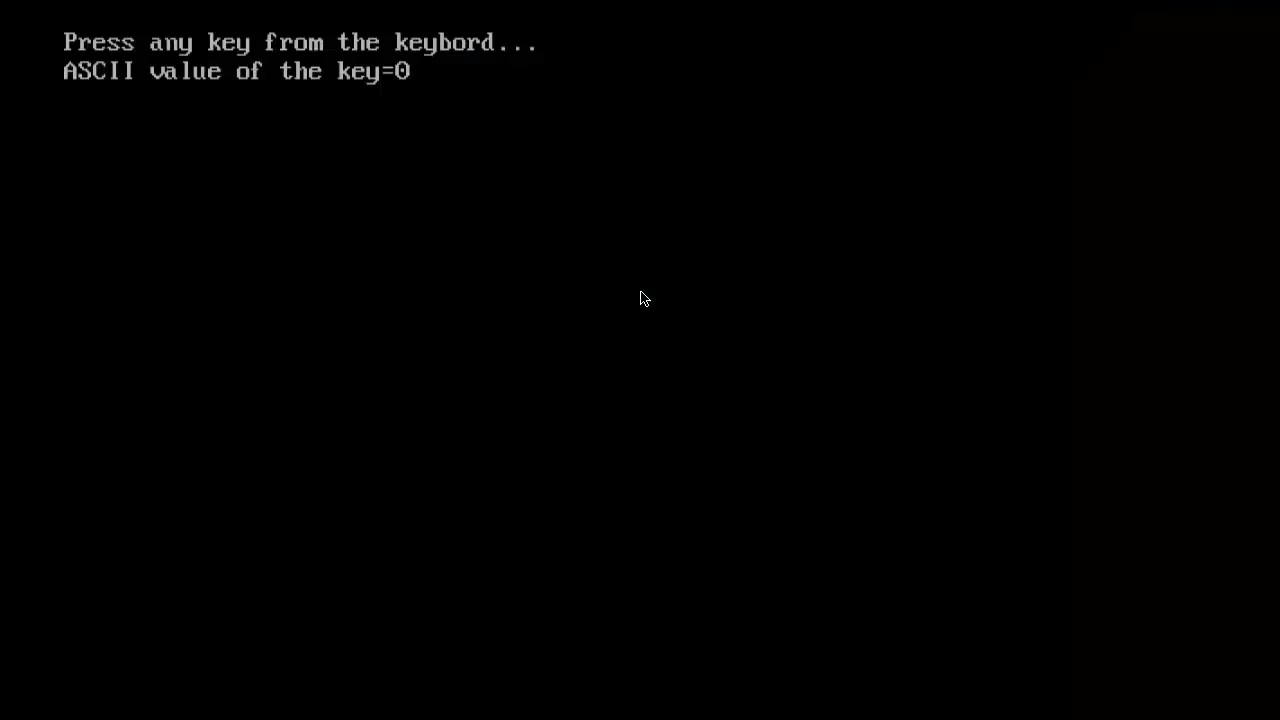 Press any key from the keybord...
ASCII value of the key=0